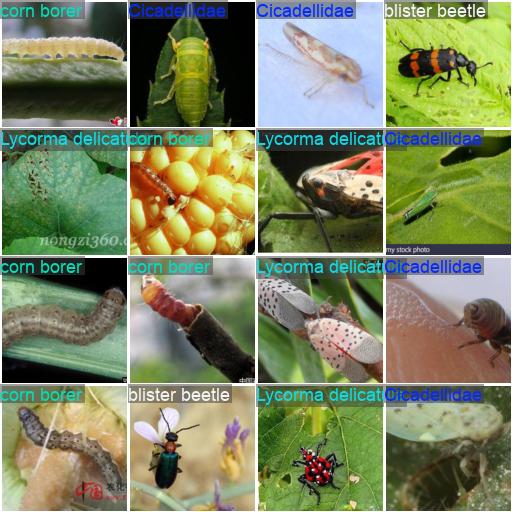 corn borer
Cicadellidae
Cicadellidae
blister beetle
Lycorma delicat
corn borer
Lycorma delicat
Cicadellidae
nongzi360.c
my stock photo
corn borer
corn borer
Lycorma delicat
Cicadellidae
corn borer
blister beetle
Lycorma delicat
Cicadellidae